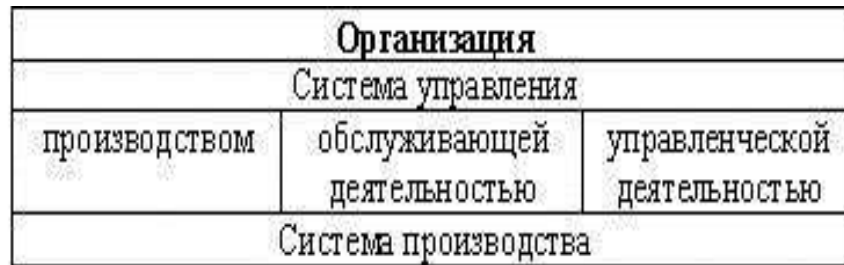 Организация
Система управления
производством обслуживающей управленческой
деятельностью деятельностью
Система производства